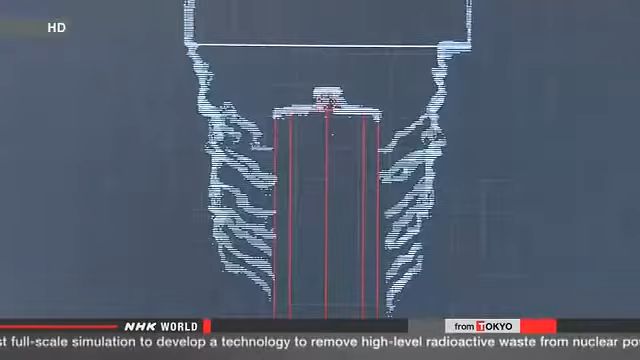 HD
NHK WORLD
from TOKYO
full-scale simulation to develop a technology to remove high-level radioactive waste from nuclear